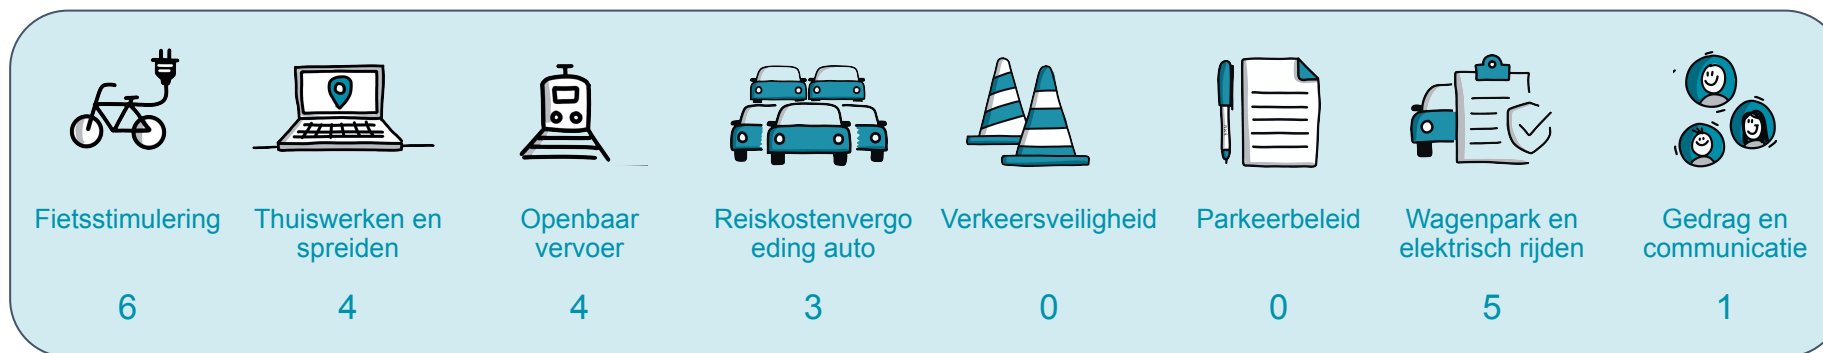 Fietsstimulering
Thuiswerken en
spreiden
Openbaar
vervoer
Reiskostenvergo
eding auto
Verkeersveiligheid
Parkeerbeleid
Wagenpark en
elektrisch rijden
Gedrag en
communicatie
6
4
4
3
0
0
5
1